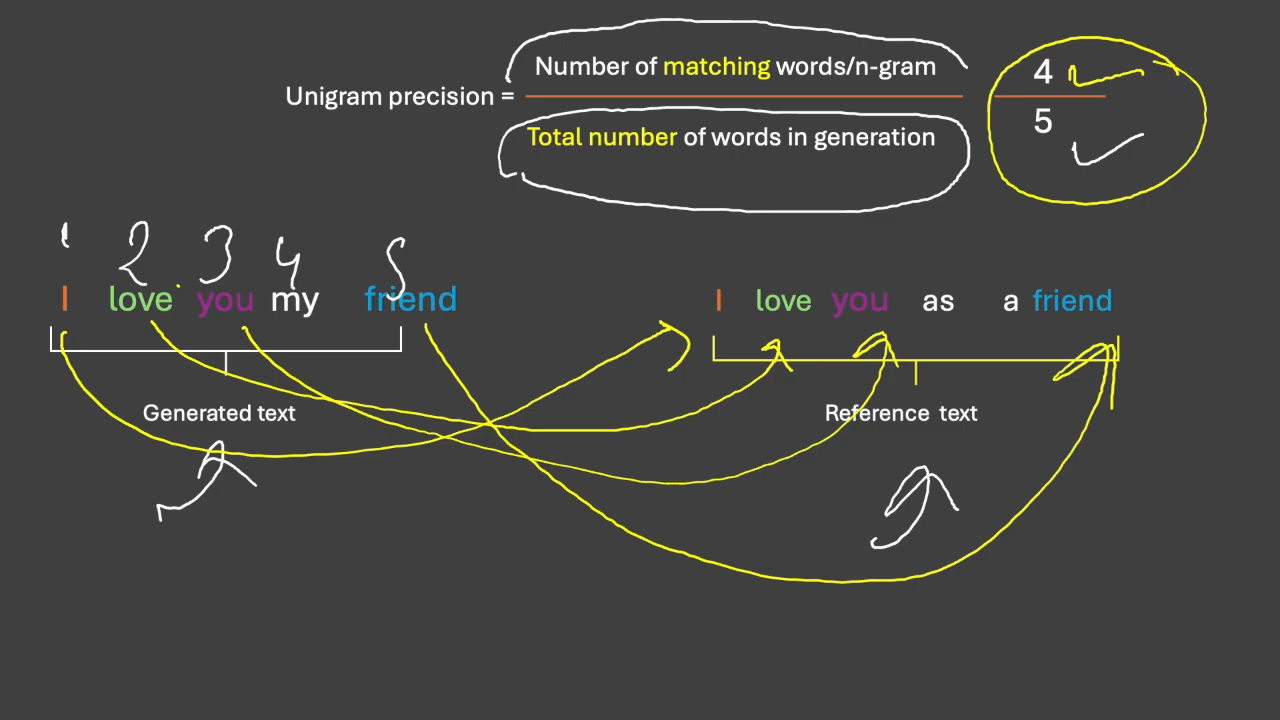 Number of matching words/n-gram 4
Unigram precision =
Total number of words in generation 5
1 2 3 4 5
I love you my friend I love you as a friend
Generated text Reference text